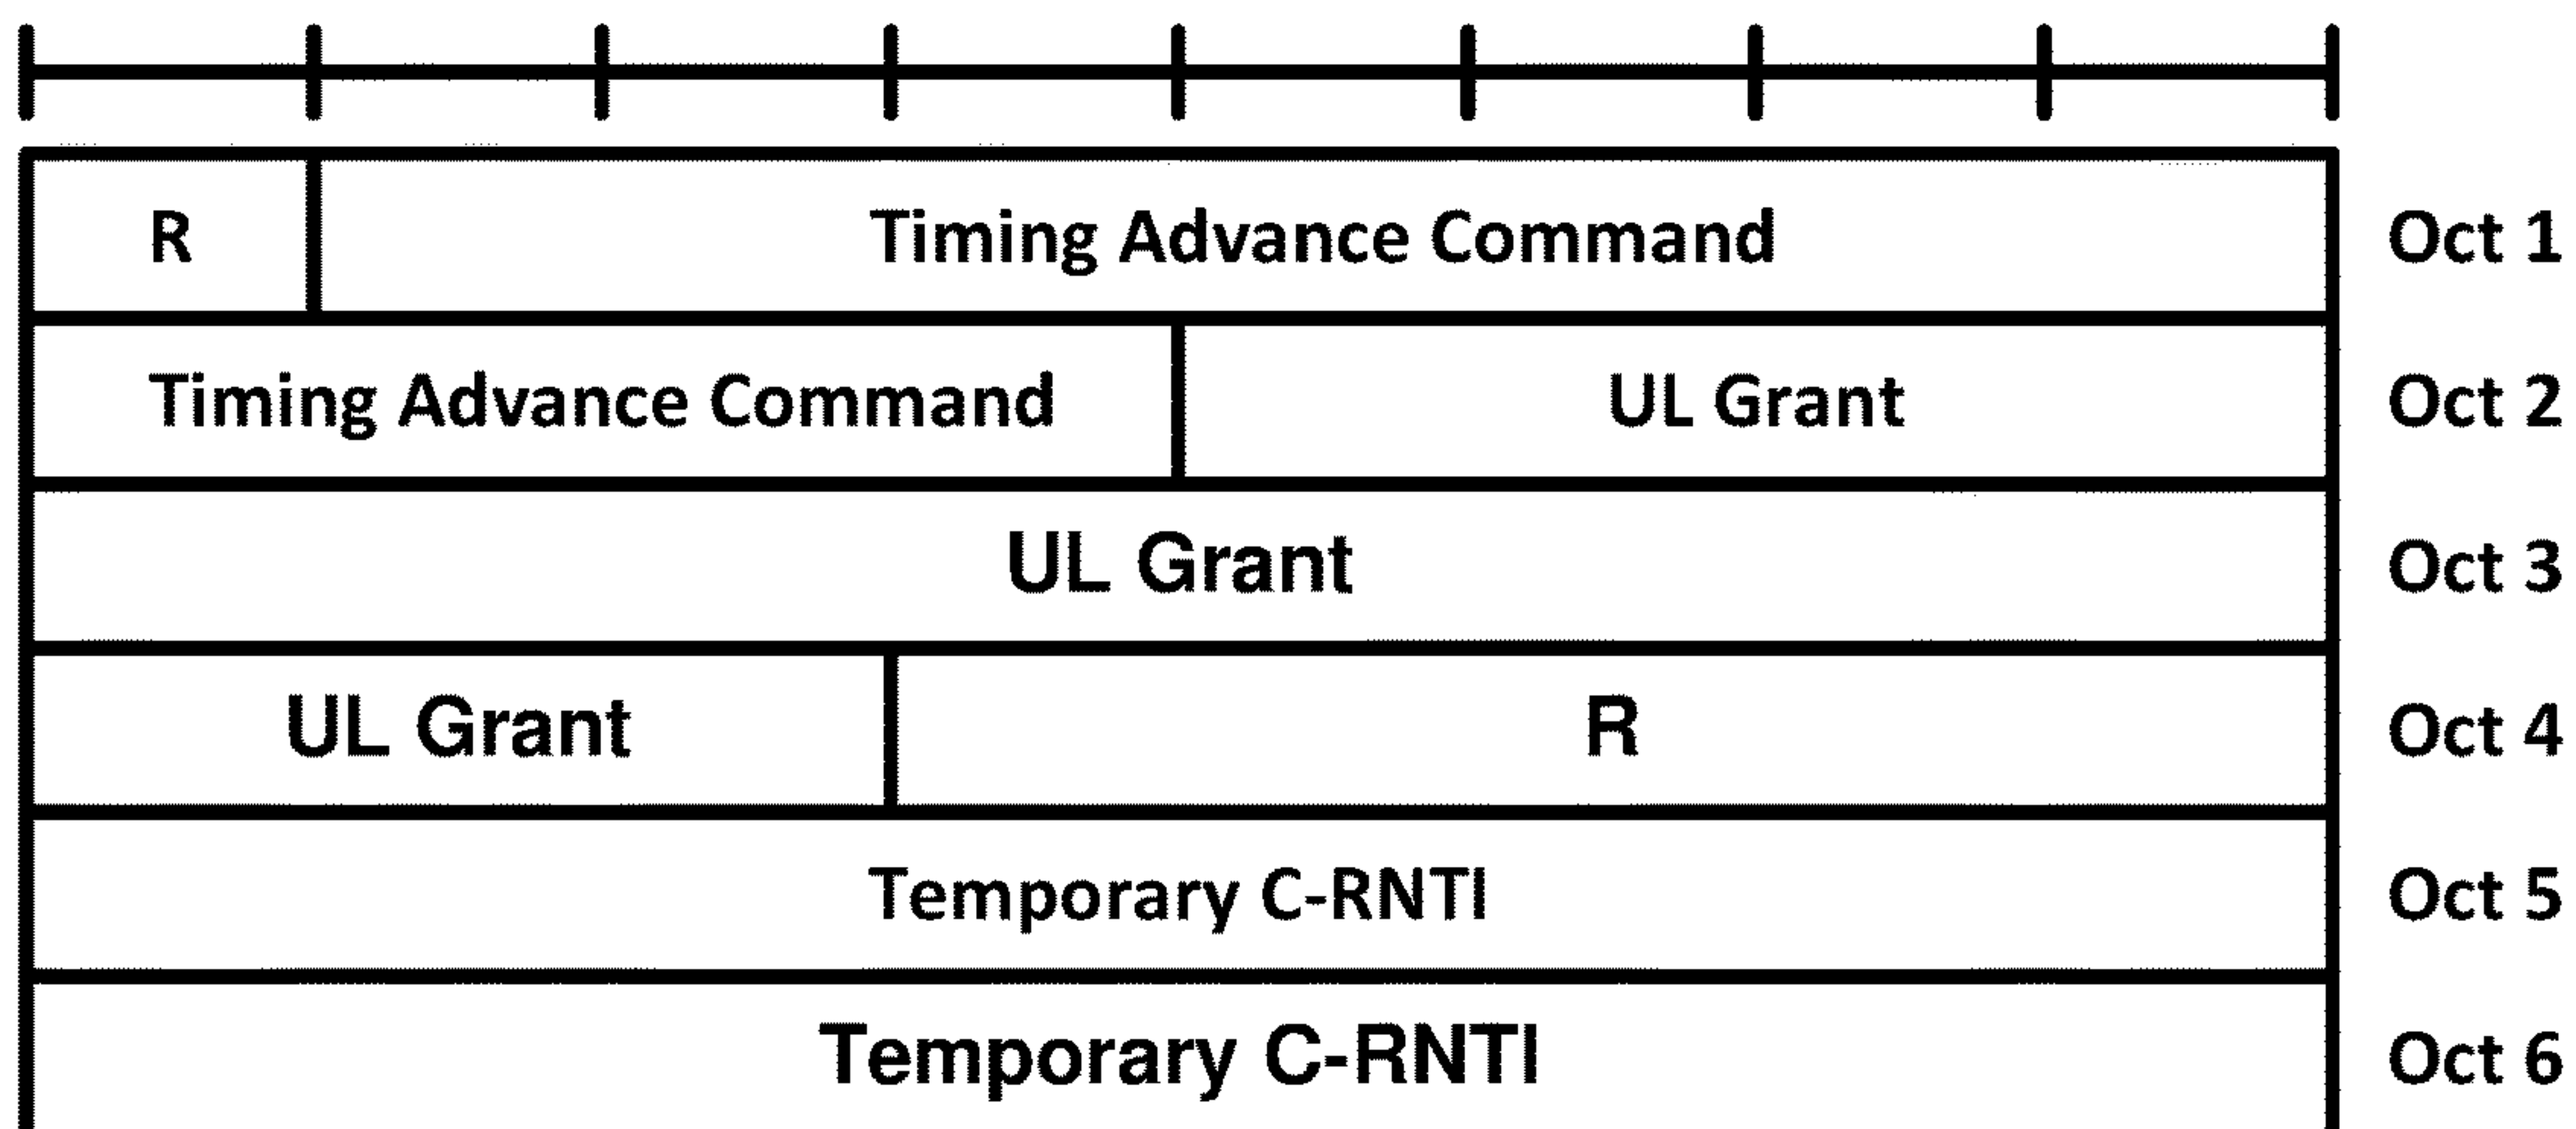 R Timing Advance Command Oct 1
Timing Advance Command UL Grant Oct 2
UL Grant Oct 3
UL Grant R Oct 4
Temporary C-RNTI Oct 5
Temporary C-RNTI Oct 6